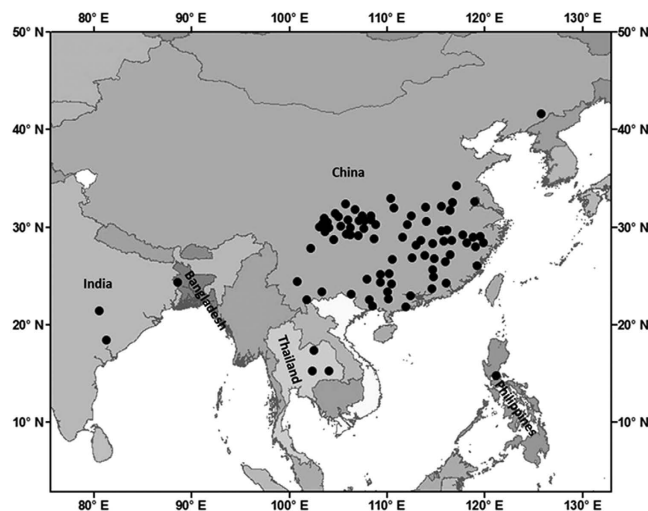 80° E 90° E 100° E 110° E 120° E 130° E
50° N 50° N
40° N 40° N
China
30° N 30° N
India
Bangladesh
20° N 20° N
Thailand
Philippines
10° N 10° N
80° E 90° E 100° E 110° E 120° E 130° E